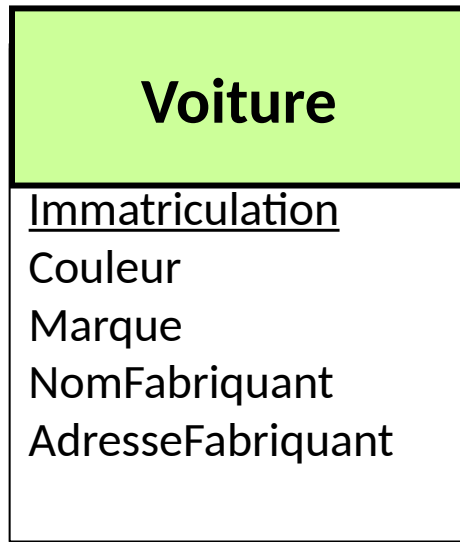 Voiture
Immatriculation
Couleur
Marque
NomFabriquant
AdresseFabriquant